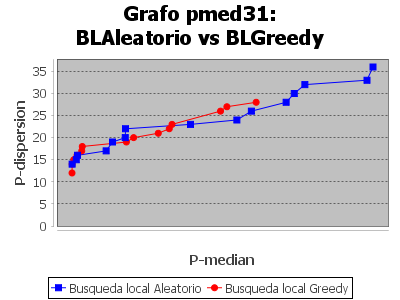 Grafo pmed31:
BLAleatorio vs BLGreedy
35
30
25
20
15
10
5
0
P-dispersion
P-median
Busqueda local Aleatorio Busqueda local Greedy